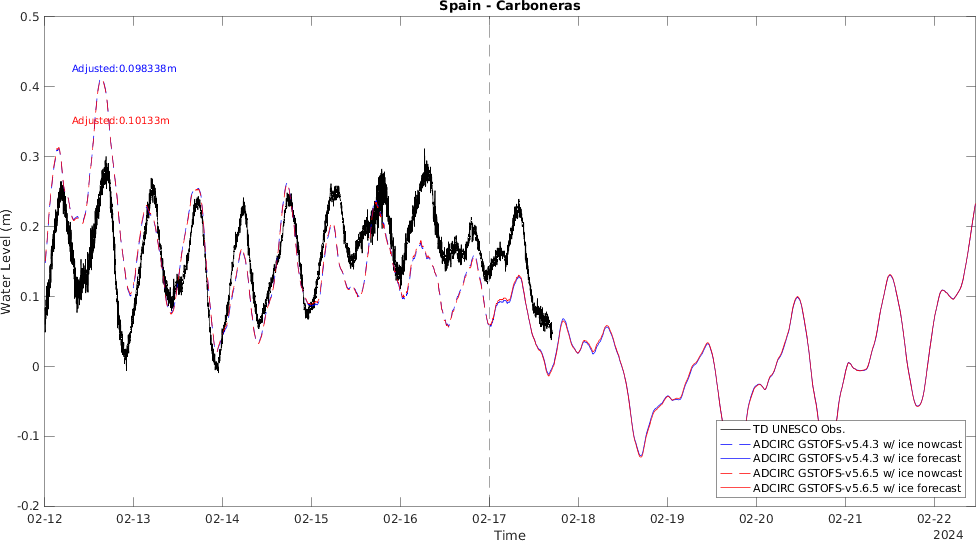 Spain - Carboneras
0.5
Adjusted:0.098338m
0.4
Adjusted:0.10133m
0.3
0.2
0.1
0
-0.1
-0.2
Water Level (m)
TD UNESCO Obs.
ADCIRC GSTOFS-v5.4.3 w/ ice nowcast
ADCIRC GSTOFS-v5.4.3 w/ ice forecast
ADCIRC GSTOFS-v5.6.5 w/ ice nowcast
ADCIRC GSTOFS-v5.6.5 w/ ice forecast
02-12 02-13 02-14 02-15 02-16 02-17 02-18 02-19 02-20 02-21 02-22
Time
2024